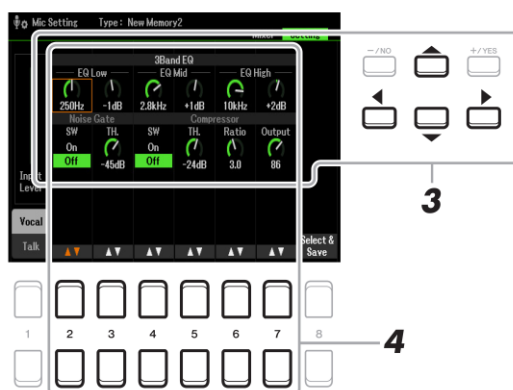 Mic Setting Type : New Memory2
Setting
3Band EQ
EQ Low EQ Mid EQ High
250Hz -1dB 2.8kHz +1dB 10kHz +2dB
Noise Gate Compressor
SW TH. SW TH. Ratio Output
On On
Off -45dB Off -24dB 3.0 86
Input
Level
Vocal
Talk
Select &
Save
-/NO +/YES
3
1 2 3 4 5 6 7 8
4